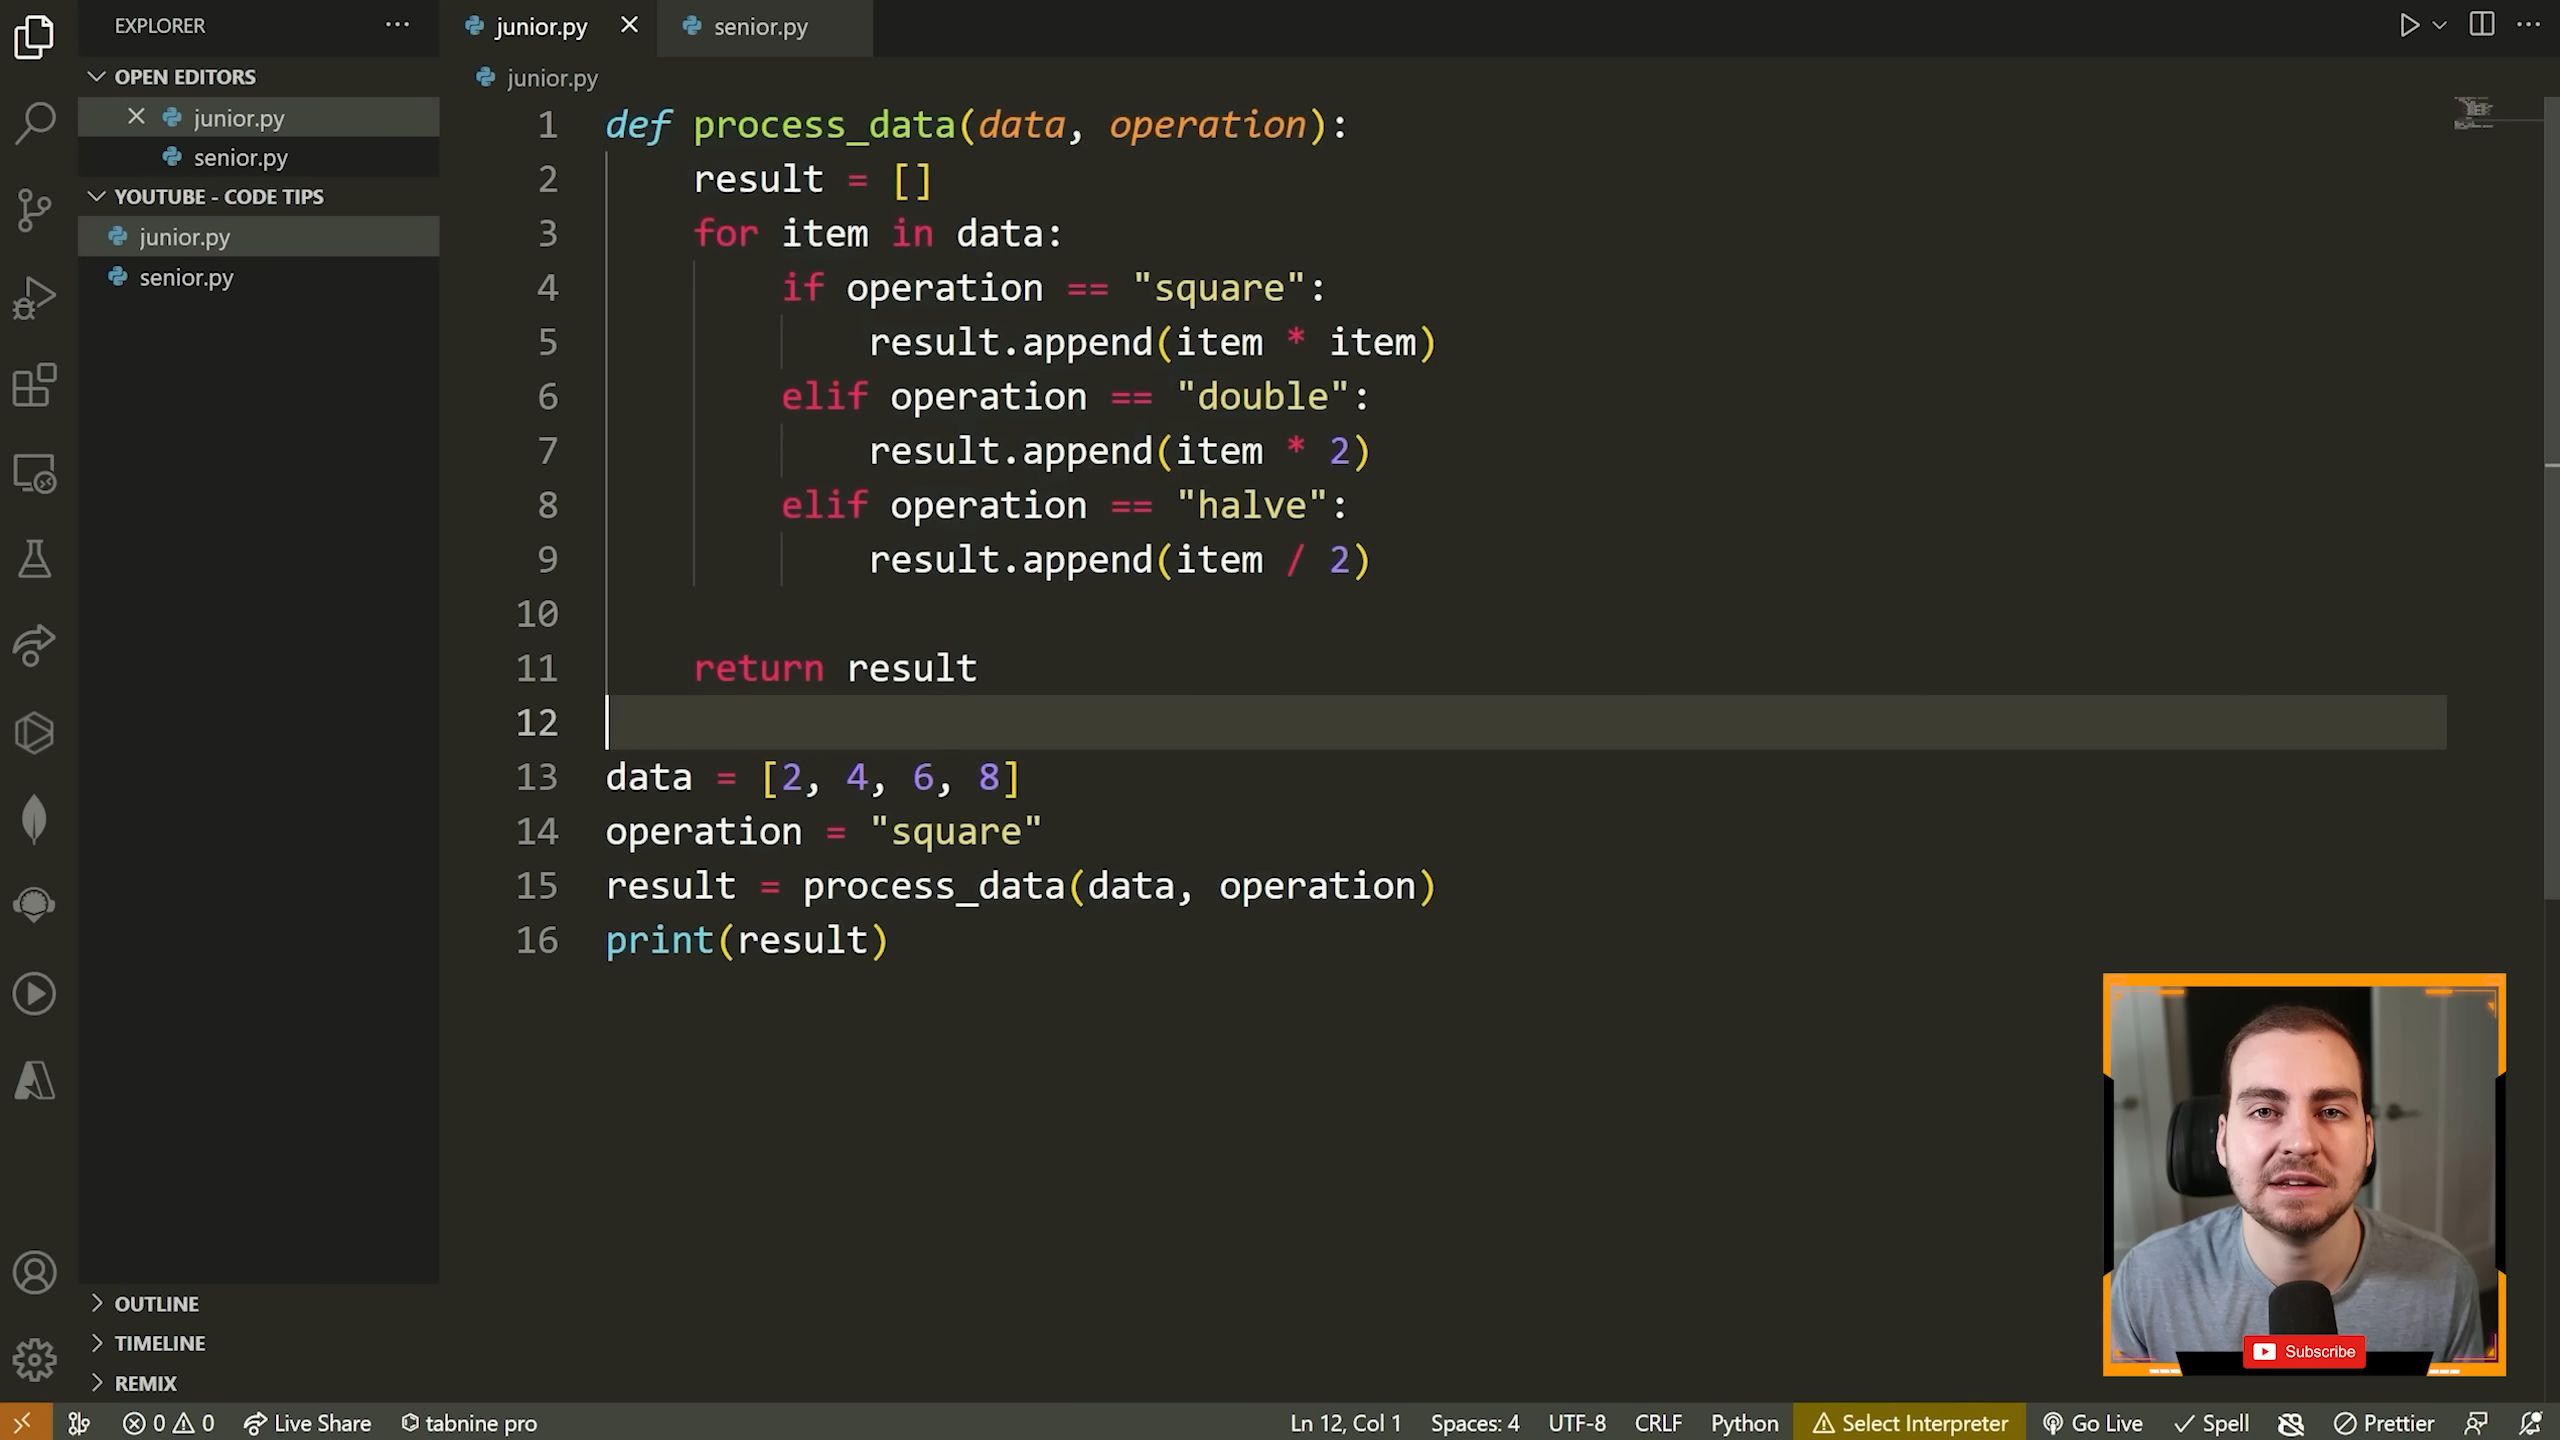 EXPLORER
OPEN EDITORS
junior.py
senior.py
YOUTUBE - CODE TIPS
junior.py
senior.py
OUTLINE
TIMELINE
REMIX
junior.py
senior.py
junior.py
1 def process_data(data, operation):
2     result = []
3     for item in data:
4         if operation == "square":
5             result.append(item * item)
6         elif operation == "double":
7             result.append(item * 2)
8         elif operation == "halve":
9             result.append(item / 2)
10
11     return result
12
13 data = [2, 4, 6, 8]
14 operation = "square"
15 result = process_data(data, operation)
16 print(result)
Subscribe
0 0 Live Share tabnine pro Ln 12, Col 1 Spaces: 4 UTF-8 CRLF Python Select Interpreter Go Live Spell Prettier